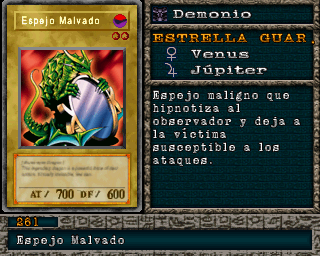 Espejo Malvado
AT/ 700 DF/ 600
Demonio
ESTRELLA GUAR.
Venus
Júpiter
Espejo maligno que
hipnotiza al
observador y deja a
la víctima
susceptible a los
ataques.
261
Espejo Malvado